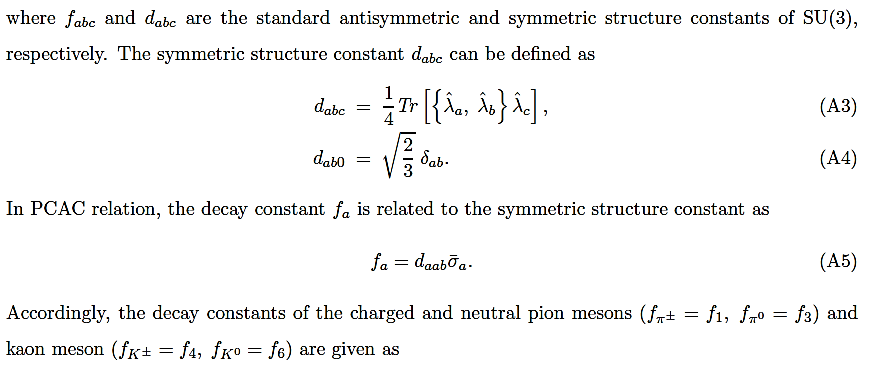 where $f_{abc}$ and $d_{abc}$ are the standard antisymmetric and symmetric structure constants of SU(3),
respectively. The symmetric structure constant $d_{abc}$ can be defined as
$d_{abc} = \frac{1}{4} Tr \left[ \left\{ \hat{\lambda}_a, \hat{\lambda}_b \right\} \hat{\lambda}_c \right],$ (A3)
$d_{ab0} = \sqrt{\frac{2}{3}} \, \delta_{ab}.$ (A4)
In PCAC relation, the decay constant $f_a$ is related to the symmetric structure constant as
$f_a = d_{aab} \bar{\sigma}_a.$ (A5)
Accordingly, the decay constants of the charged and neutral pion mesons ($f_{\pi^\pm} = f_1, \; f_{\pi^0} = f_3$) and
kaon meson ($f_{K^\pm} = f_4, \; f_{K^0} = f_6$) are given as